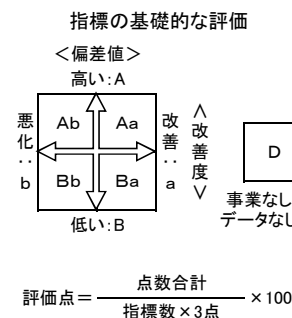 指標の基礎的な評価
＜偏差値＞
高い:A
悪化:b
Ab
Aa
Bb
Ba
改善:a
＜改善度＞
低い:B
D
事業なし
データなし
評価点＝ 点数合計 ×100
指標数×3点